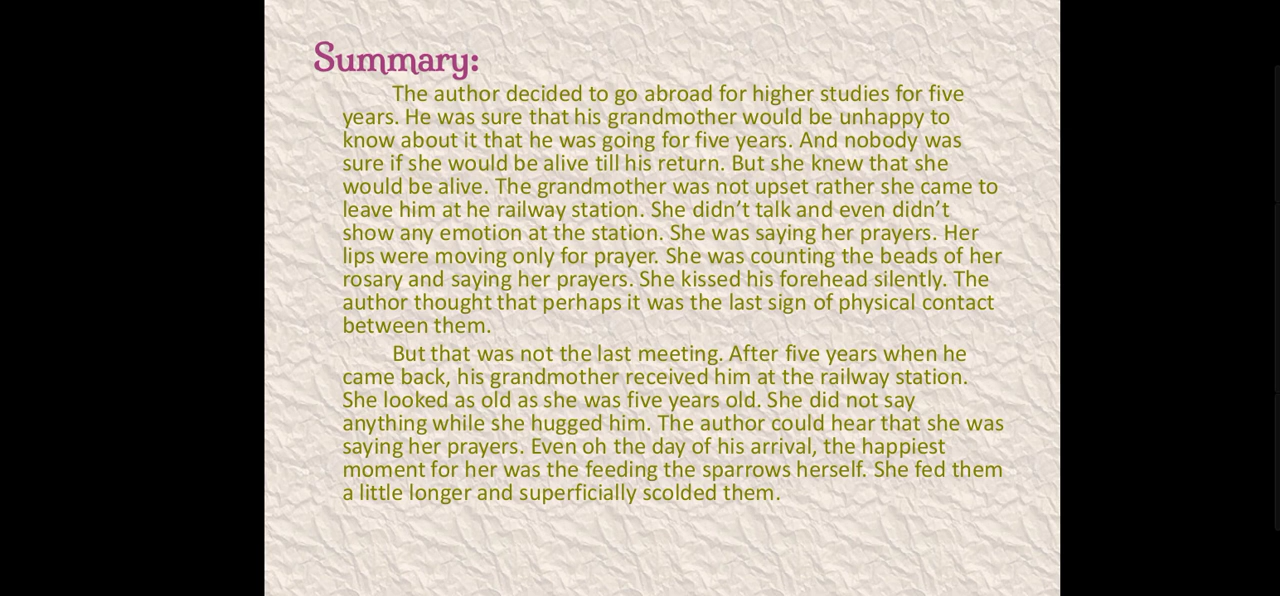 Summary:
The author decided to go abroad for higher studies for five
years. He was sure that his grandmother would be unhappy to
know about it that he was going for five years. And nobody was
sure if she would be alive till his return. But she knew that she
would be alive. The grandmother was not upset rather she came to
leave him at he railway station. She didn’t talk and even didn’t
show any emotion at the station. She was saying her prayers. Her
lips were moving only for prayer. She was counting the beads of her
rosary and saying her prayers. She kissed his forehead silently. The
author thought that perhaps it was the last sign of physical contact
between them.
But that was not the last meeting. After five years when he
came back, his grandmother received him at the railway station.
She looked as old as she was five years old. She did not say
anything while she hugged him. The author could hear that she was
saying her prayers. Even oh the day of his arrival, the happiest
moment for her was the feeding the sparrows herself. She fed them
a little longer and superficially scolded them.